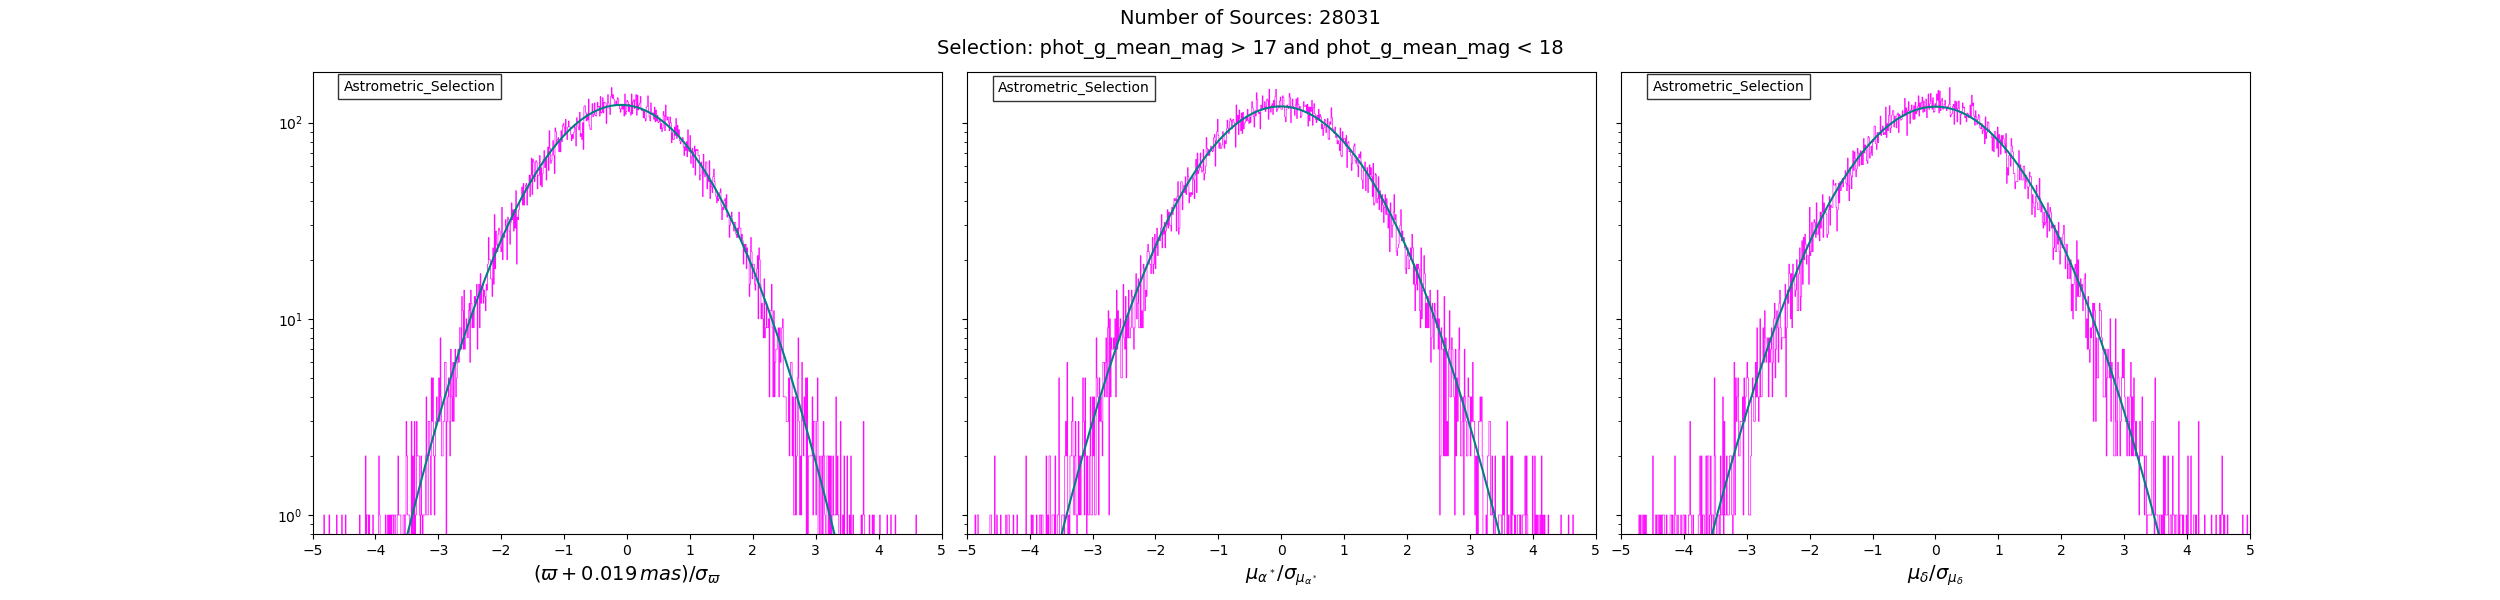 Number of Sources: 28031
Selection: phot_g_mean_mag > 17 and phot_g_mean_mag < 18
Astrometric_Selection
10²
10¹
10⁰
−5 −4 −3 −2 −1 0 1 2 3 4 5
(ϖ + 0.019 mas)/σ_ϖ
Astrometric_Selection
−5 −4 −3 −2 −1 0 1 2 3 4 5
μ_α*/σ_μ_α*
Astrometric_Selection
−5 −4 −3 −2 −1 0 1 2 3 4 5
μ_δ/σ_μ_δ